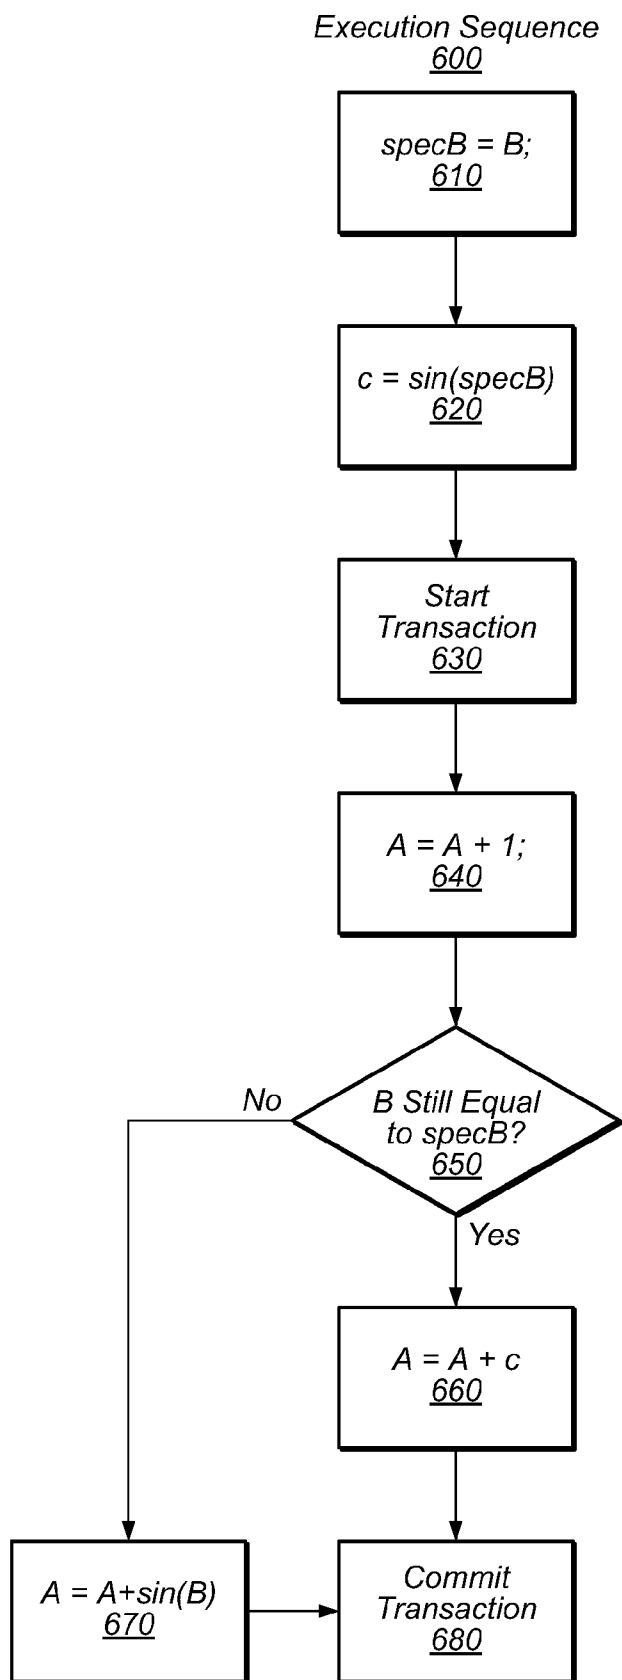 Execution Sequence
600
specB = B;
610
c = sin(specB)
620
Start
Transaction
630
A = A + 1;
640
B Still Equal
to specB?
650
No
Yes
A = A + c
660
A = A+sin(B)
670
Commit
Transaction
680